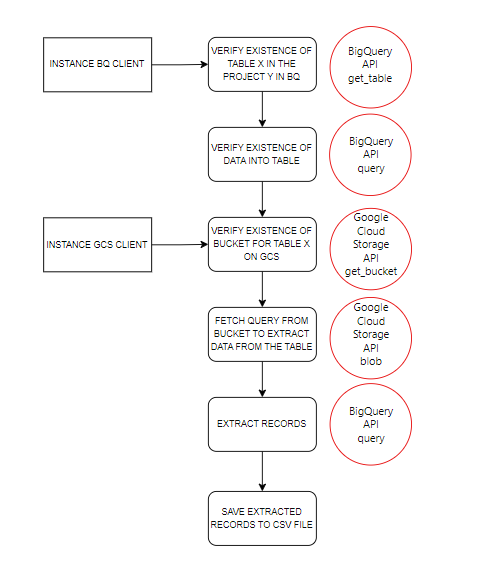 INSTANCE BQ CLIENT
VERIFY EXISTENCE OF
TABLE X IN THE
PROJECT Y IN BQ
BigQuery
API
get_table
VERIFY EXISTENCE OF
DATA INTO TABLE
BigQuery
API
query
INSTANCE GCS CLIENT
VERIFY EXISTENCE OF
BUCKET FOR TABLE X
ON GCS
Google
Cloud
Storage
API
get_bucket
FETCH QUERY FROM
BUCKET TO EXTRACT
DATA FROM THE TABLE
Google
Cloud
Storage
API
blob
EXTRACT RECORDS
BigQuery
API
query
SAVE EXTRACTED
RECORDS TO CSV FILE